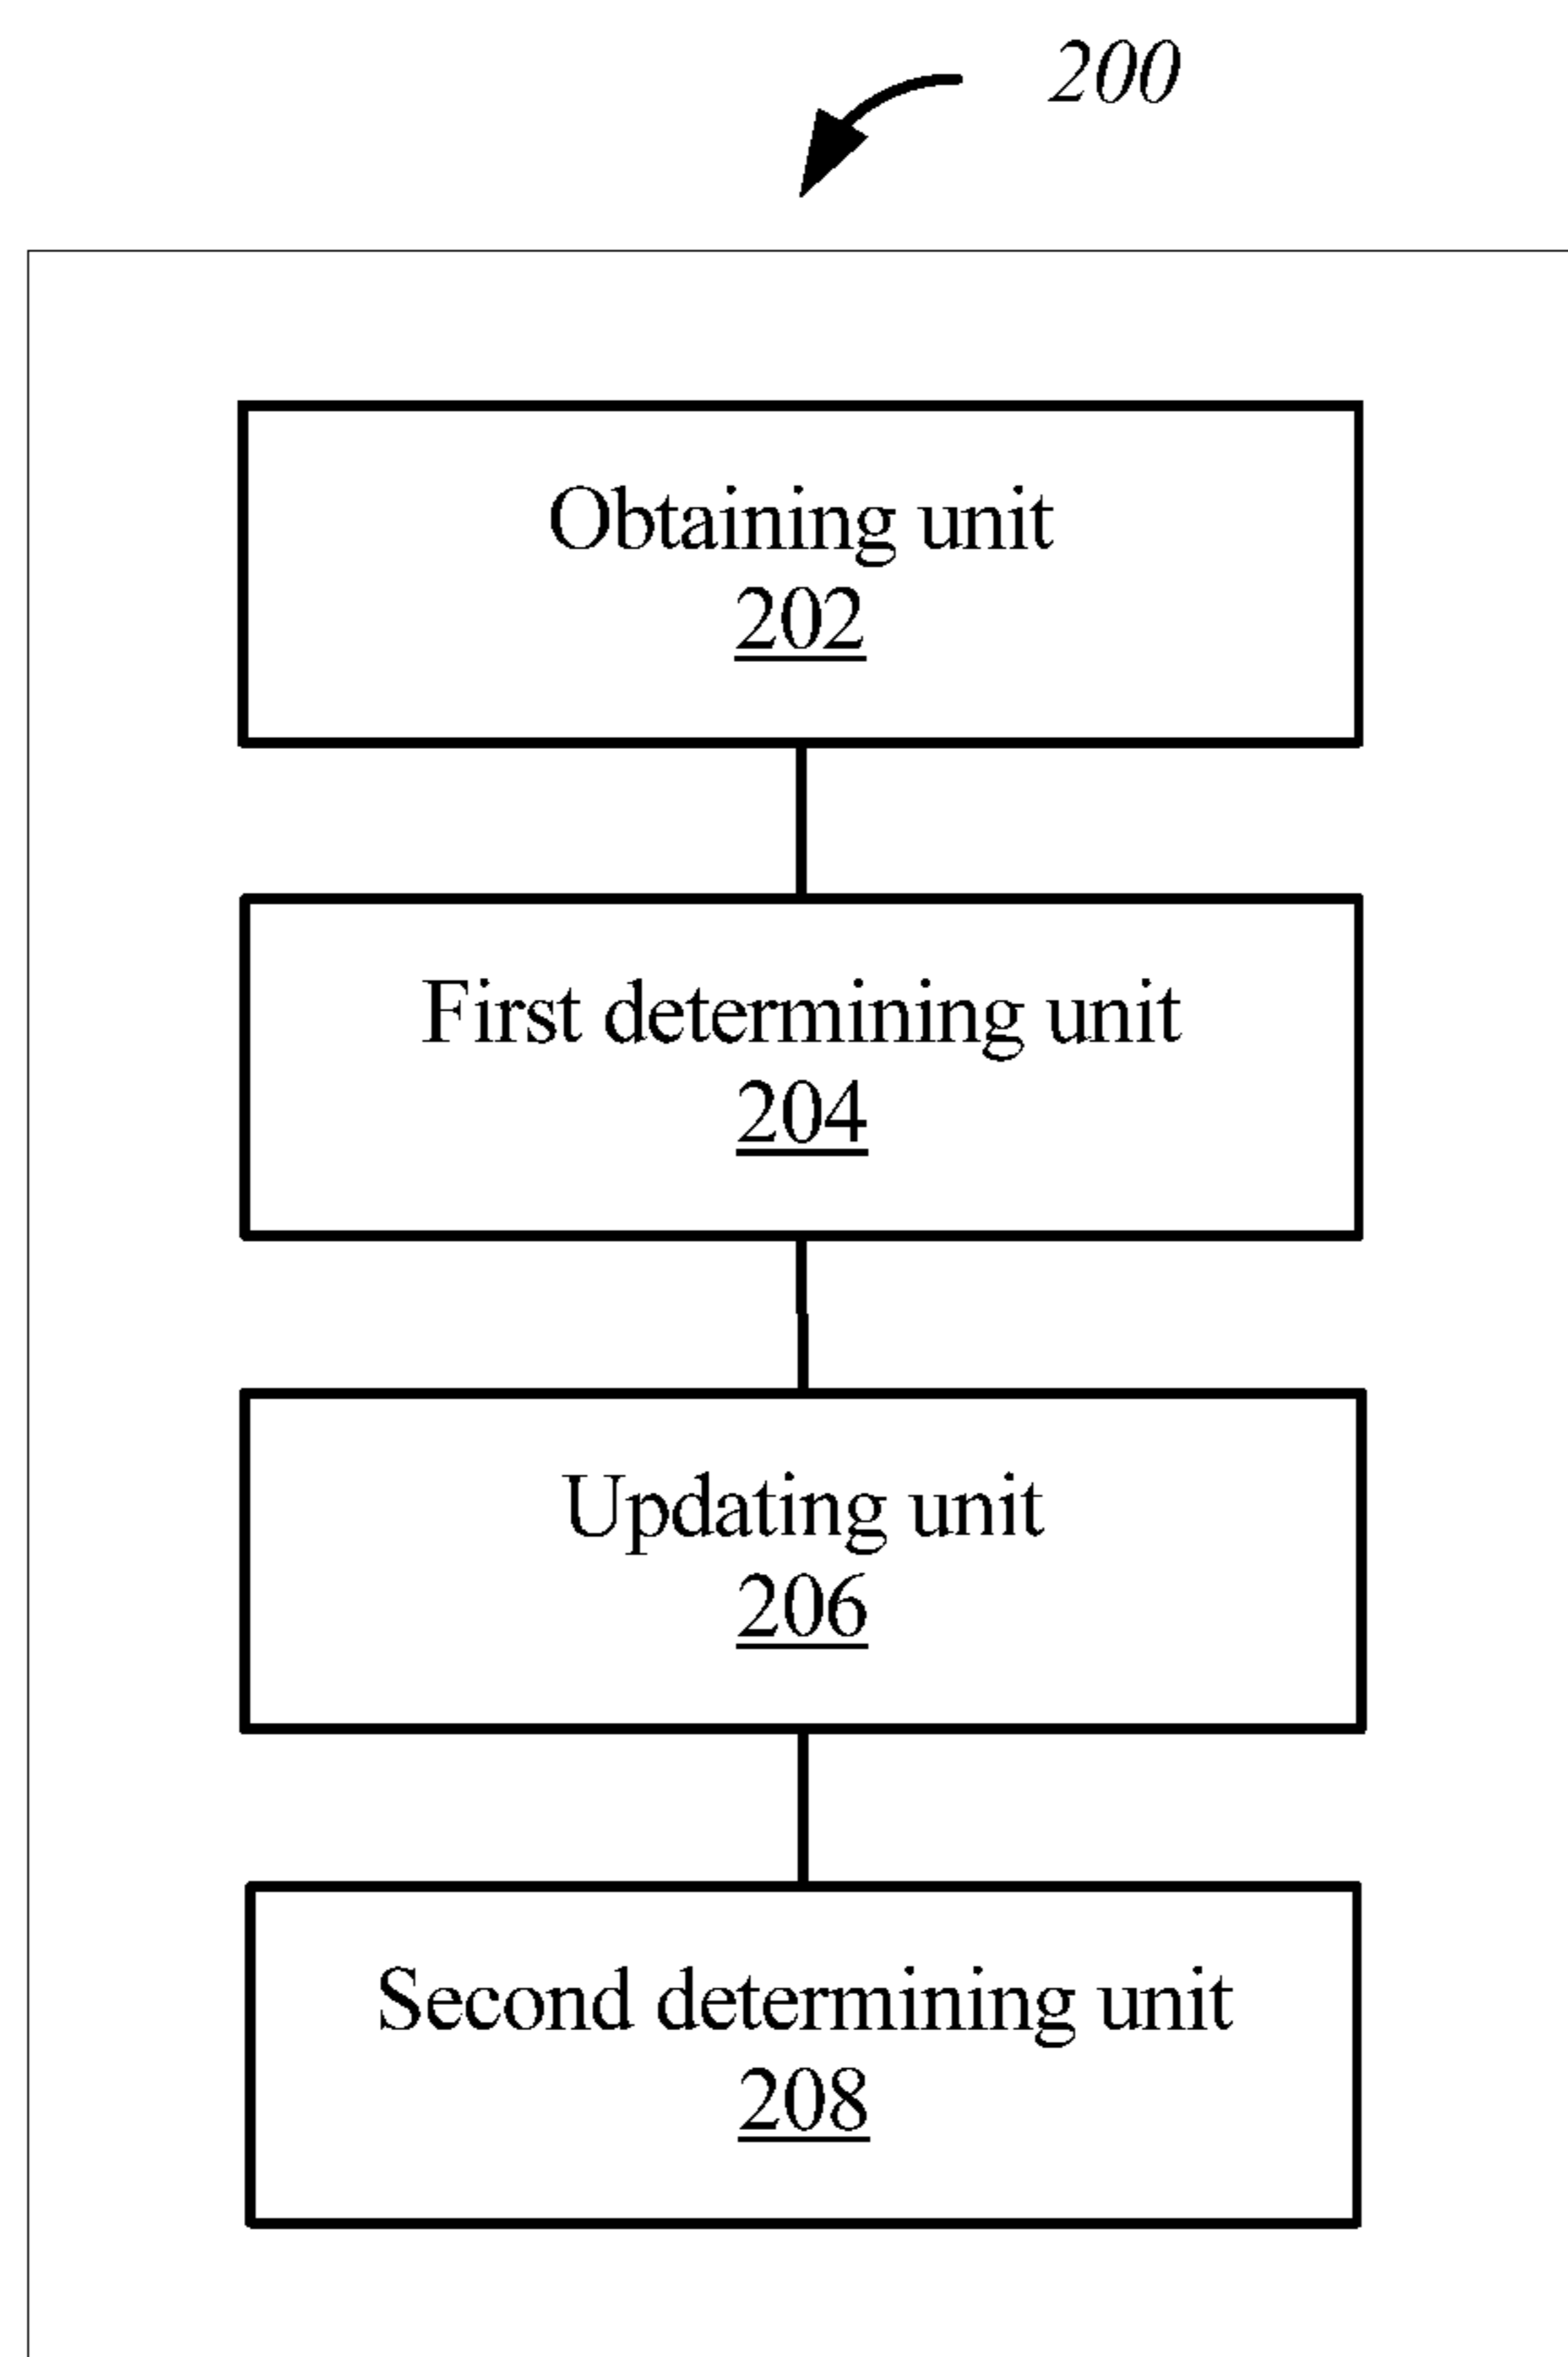 200
Obtaining unit
202
First determining unit
204
Updating unit
206
Second determining unit
208